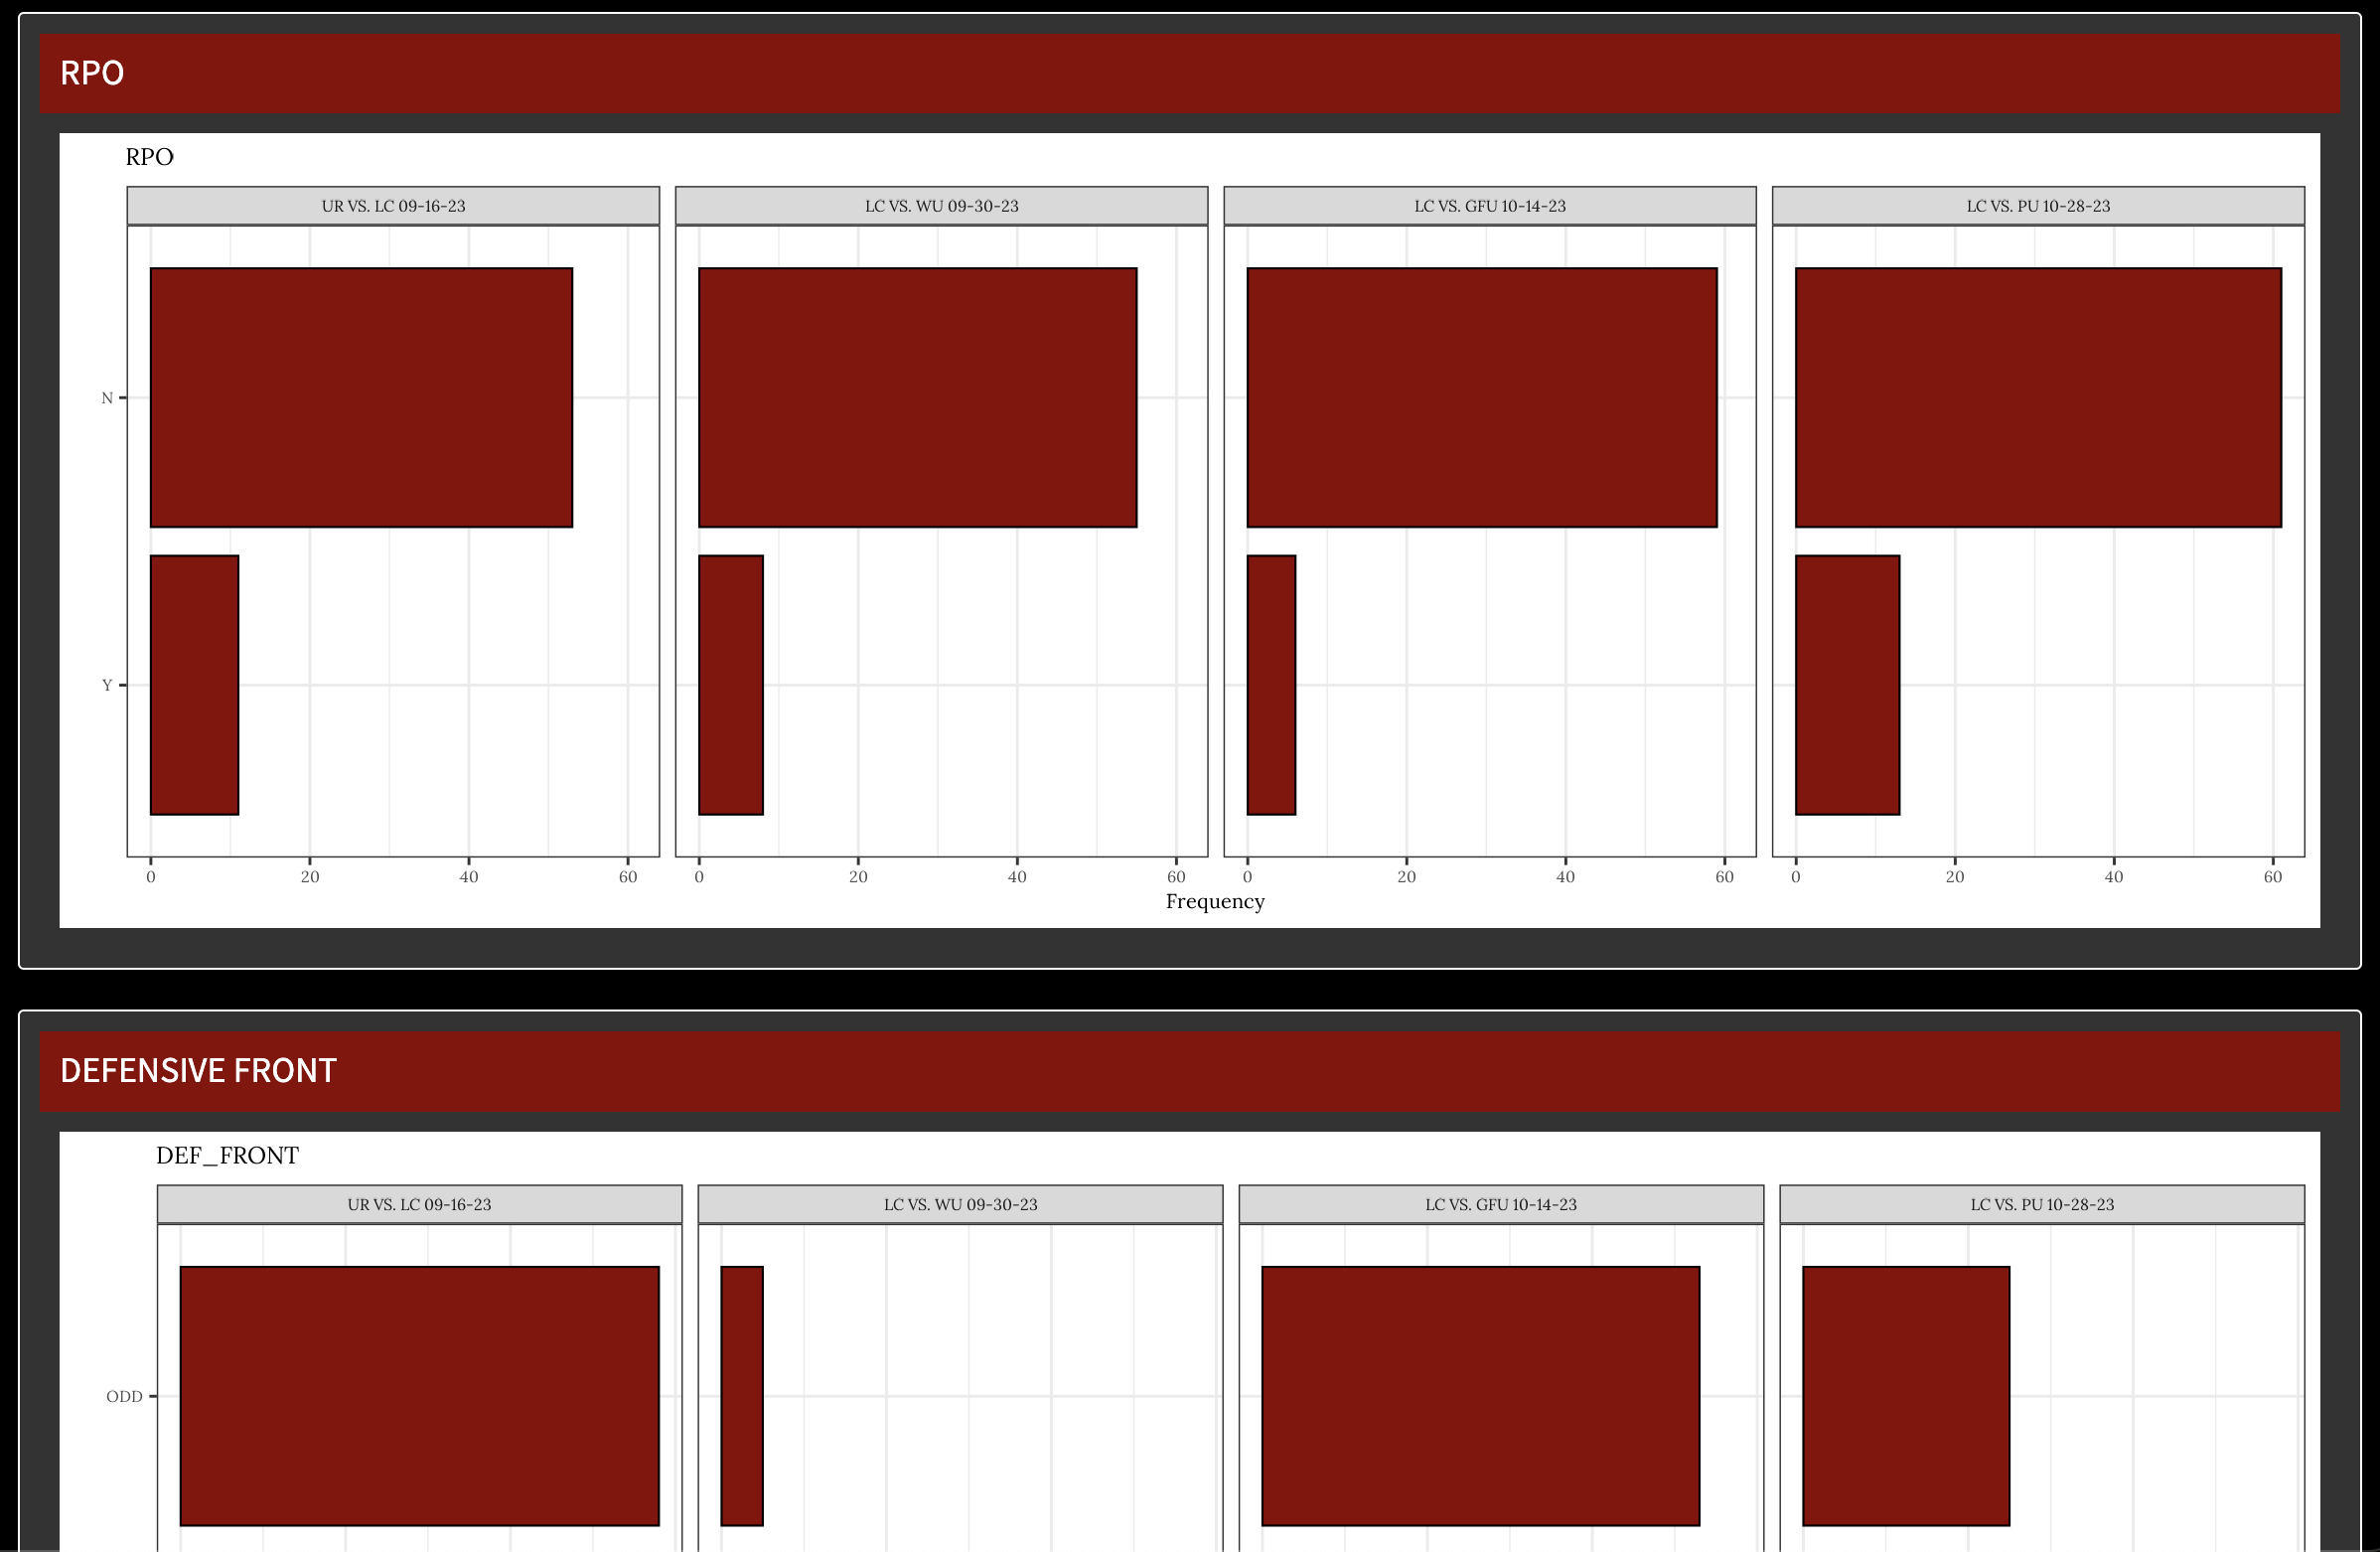 RPO
RPO
UR VS. LC 09-16-23
LC VS. WU 09-30-23
LC VS. GFU 10-14-23
LC VS. PU 10-28-23
N
Y
0 20 40 60
0 20 40 60
0 20 40 60
0 20 40 60
Frequency
DEFENSIVE FRONT
DEF_FRONT
UR VS. LC 09-16-23
LC VS. WU 09-30-23
LC VS. GFU 10-14-23
LC VS. PU 10-28-23
ODD